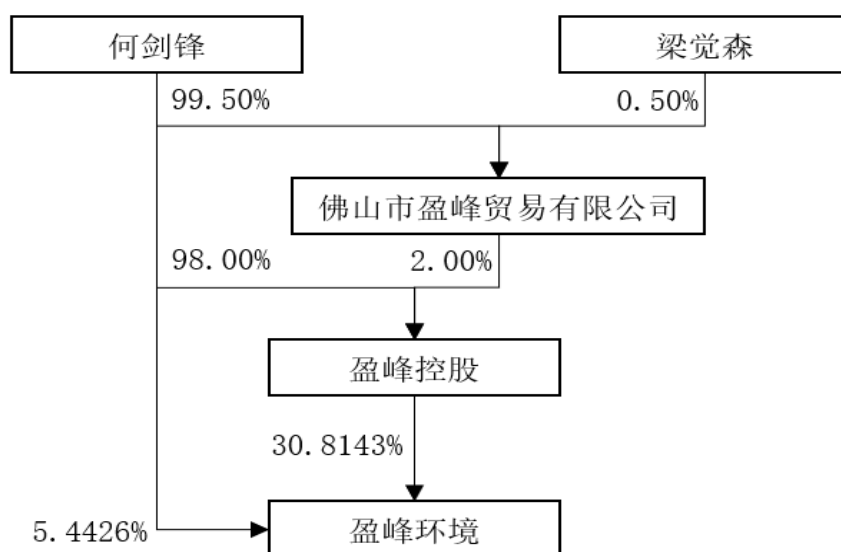 何剑锋
梁觉森
99.50%
0.50%
佛山市盈峰贸易有限公司
98.00%
2.00%
盈峰控股
30.8143%
5.4426%
盈峰环境